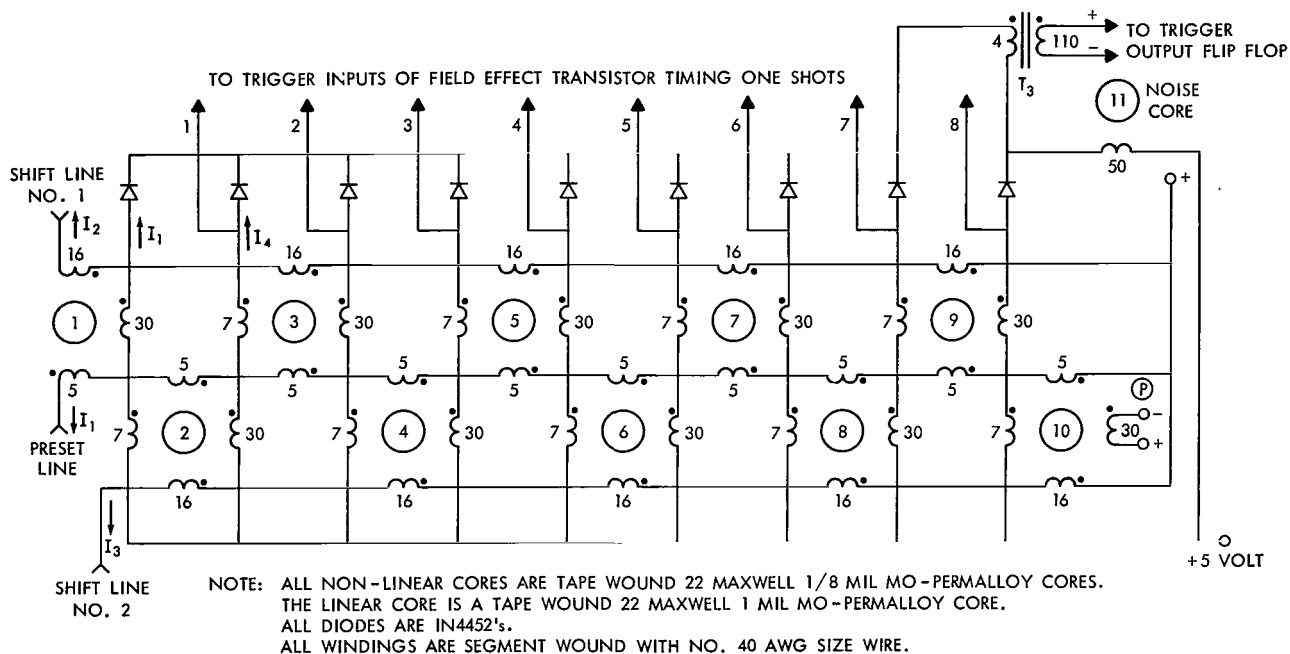 +
4
110
TO TRIGGER
–
OUTPUT FLIP FLOP
T3
TO TRIGGER INPUTS OF FIELD EFFECT TRANSISTOR TIMING ONE SHOTS
11
NOISE
CORE
1
2
3
4
5
6
7
8
50
+
SHIFT LINE
NO. 1
I2
I1
I4
16
16
16
16
16
1
30
7
3
30
7
5
30
7
7
30
7
9
30
5
5
5
5
5
5
5
5
5
5
P
I1
PRESET
LINE
7
2
30
7
4
30
7
6
30
7
8
30
7
10
30
–
+
16
16
16
16
16
I3
SHIFT LINE
NO. 2
+5 VOLT
NOTE: ALL NON-LINEAR CORES ARE TAPE WOUND 22 MAXWELL 1/8 MIL MO-PERMALLOY CORES.
THE LINEAR CORE IS A TAPE WOUND 22 MAXWELL 1 MIL MO-PERMALLOY CORE.
ALL DIODES ARE IN4452's.
ALL WINDINGS ARE SEGMENT WOUND WITH NO. 40 AWG SIZE WIRE.